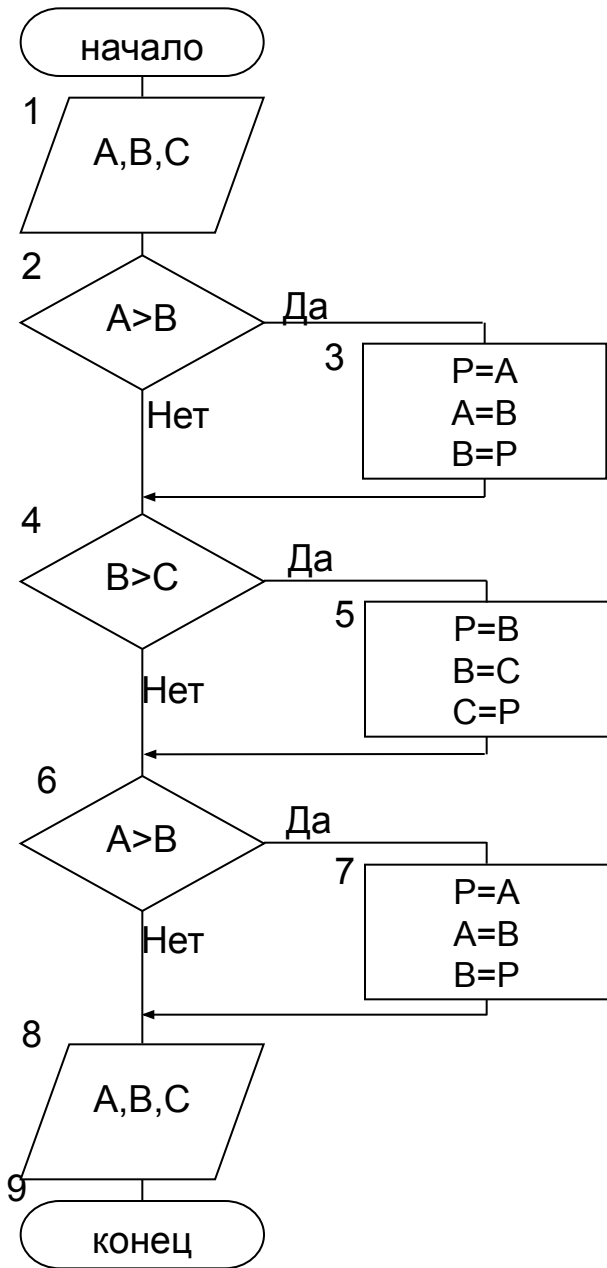 начало
1
A,B,C
2
A>B
Да
3
P=A
A=B
B=P
Нет
4
B>C
Да
5
P=B
B=C
C=P
Нет
6
A>B
Да
7
P=A
A=B
B=P
Нет
8
A,B,C
9
конец